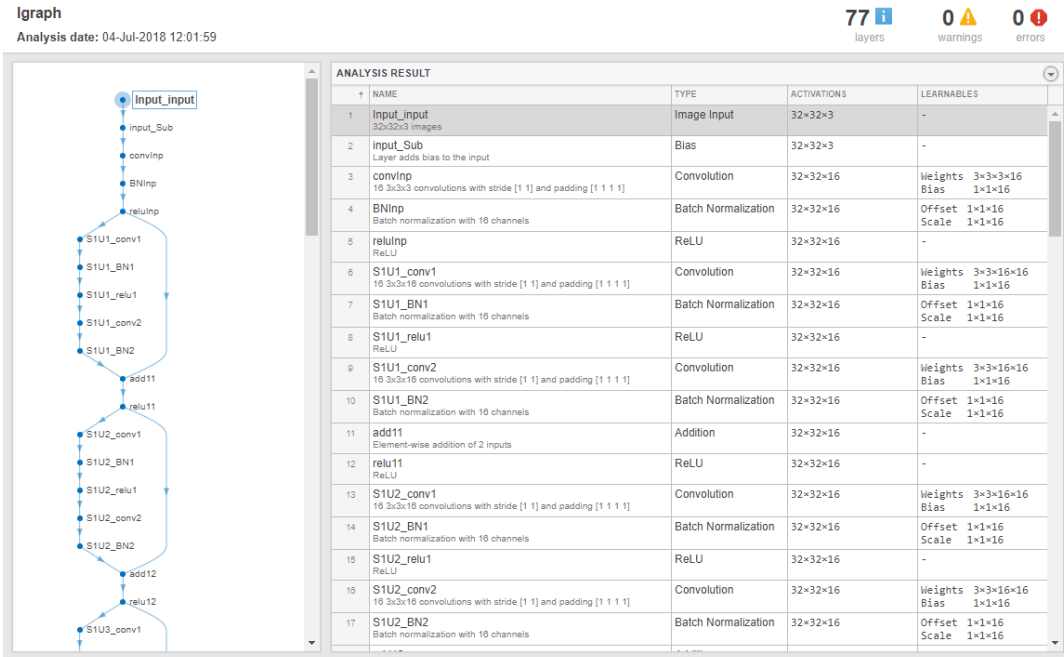 lgraph
Analysis date: 04-Jul-2018 12:01:59
77 i
layers
0
warnings
0
errors
Input_input
input_Sub
convInp
BNInp
reluInp
S1U1_conv1
S1U1_BN1
S1U1_relu1
S1U1_conv2
S1U1_BN2
add11
relu11
S1U2_conv1
S1U2_BN1
S1U2_relu1
S1U2_conv2
S1U2_BN2
add12
relu12
S1U3_conv1
ANALYSIS RESULT
NAME TYPE ACTIVATIONS LEARNABLES
1 Input_input Image Input 32×32×3 -
32x32x3 images
2 input_Sub Bias 32×32×3 -
Layer adds bias to the input
3 convInp Convolution 32×32×16 Weights 3×3×3×16
16 3x3x3 convolutions with stride [1 1] and padding [1 1 1 1] Bias 1×1×16
4 BNInp Batch Normalization 32×32×16 Offset 1×1×16
Batch normalization with 16 channels Scale 1×1×16
5 reluInp ReLU 32×32×16 -
ReLU
6 S1U1_conv1 Convolution 32×32×16 Weights 3×3×16×16
16 3x3x16 convolutions with stride [1 1] and padding [1 1 1 1] Bias 1×1×16
7 S1U1_BN1 Batch Normalization 32×32×16 Offset 1×1×16
Batch normalization with 16 channels Scale 1×1×16
8 S1U1_relu1 ReLU 32×32×16 -
ReLU
9 S1U1_conv2 Convolution 32×32×16 Weights 3×3×16×16
16 3x3x16 convolutions with stride [1 1] and padding [1 1 1 1] Bias 1×1×16
10 S1U1_BN2 Batch Normalization 32×32×16 Offset 1×1×16
Batch normalization with 16 channels Scale 1×1×16
11 add11 Addition 32×32×16 -
Element-wise addition of 2 inputs
12 relu11 ReLU 32×32×16 -
ReLU
13 S1U2_conv1 Convolution 32×32×16 Weights 3×3×16×16
16 3x3x16 convolutions with stride [1 1] and padding [1 1 1 1] Bias 1×1×16
14 S1U2_BN1 Batch Normalization 32×32×16 Offset 1×1×16
Batch normalization with 16 channels Scale 1×1×16
15 S1U2_relu1 ReLU 32×32×16 -
ReLU
16 S1U2_conv2 Convolution 32×32×16 Weights 3×3×16×16
16 3x3x16 convolutions with stride [1 1] and padding [1 1 1 1] Bias 1×1×16
17 S1U2_BN2 Batch Normalization 32×32×16 Offset 1×1×16
Batch normalization with 16 channels Scale 1×1×16